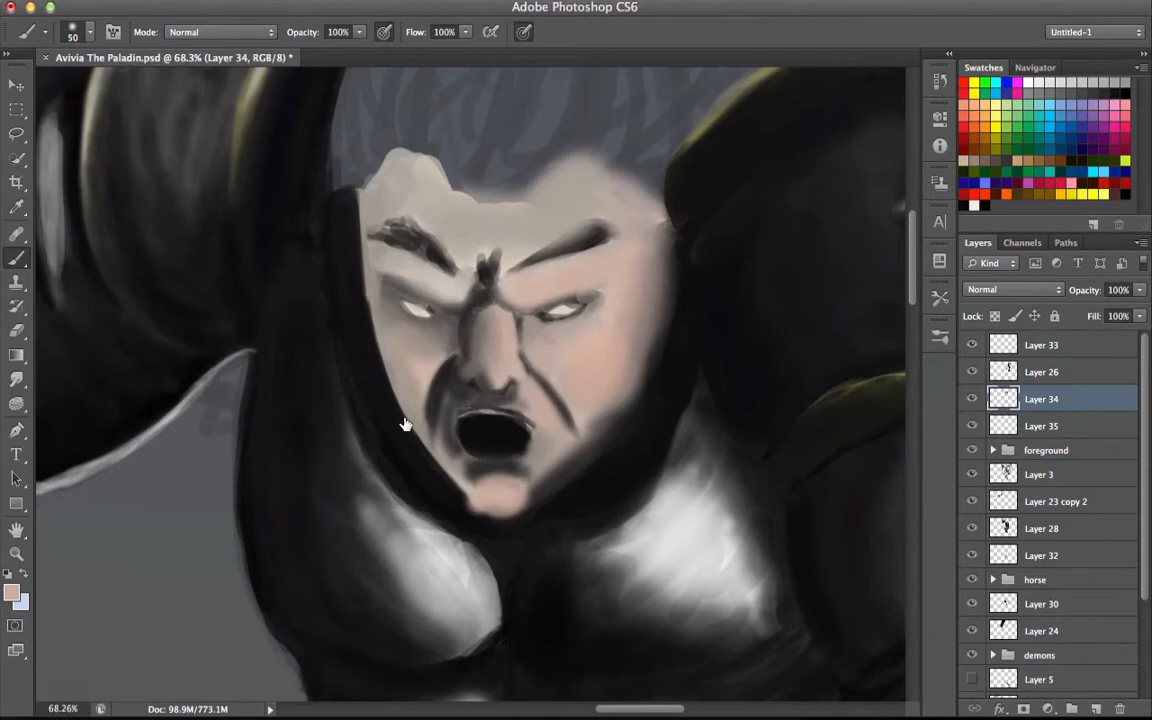 Adobe Photoshop CS6
50
Mode: Normal
Opacity: 100%
Flow: 100%
Untitled-1
Avivia The Paladin.psd @ 68.3% (Layer 34, RGB/8) *
Swatches
Navigator
Layers
Channels
Paths
Kind
Normal
Opacity: 100%
Lock:
Fill: 100%
Layer 33
Layer 26
Layer 34
Layer 35
foreground
Layer 3
Layer 23 copy 2
Layer 28
Layer 32
horse
Layer 30
Layer 24
demons
Layer 5
68.26%
Doc: 98.9M/773.1M